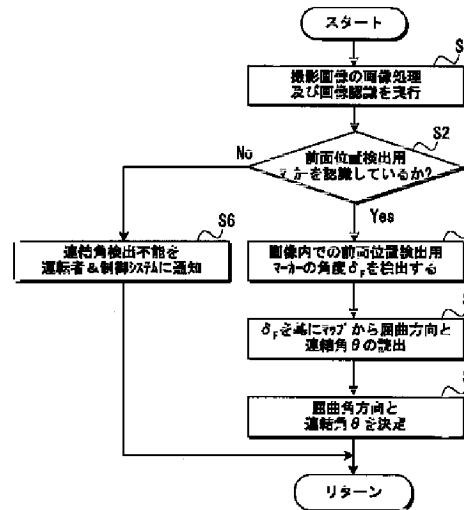 スタート
S
撮影画像の画像処理
及び画像認識を実行
S2
前面位置検出用
マーカーを認識しているか?
No
Yes
S6
連結角検出不能を
運転者&制御システムに通知
画像内での前面位置検出用
マーカーの角度δFを検出する
S
δFを基にマップから屈曲方向と
連結角θの読出
S
屈曲角方向と
連結角θを決定
リターン